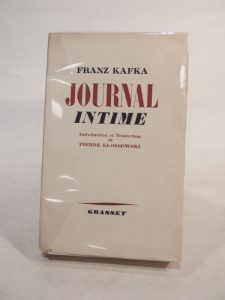 FRANZ KAFKA
JOURNAL
INTIME
Introduction et Traduction
de
PIERRE KLOSSOWSKI
GRASSET